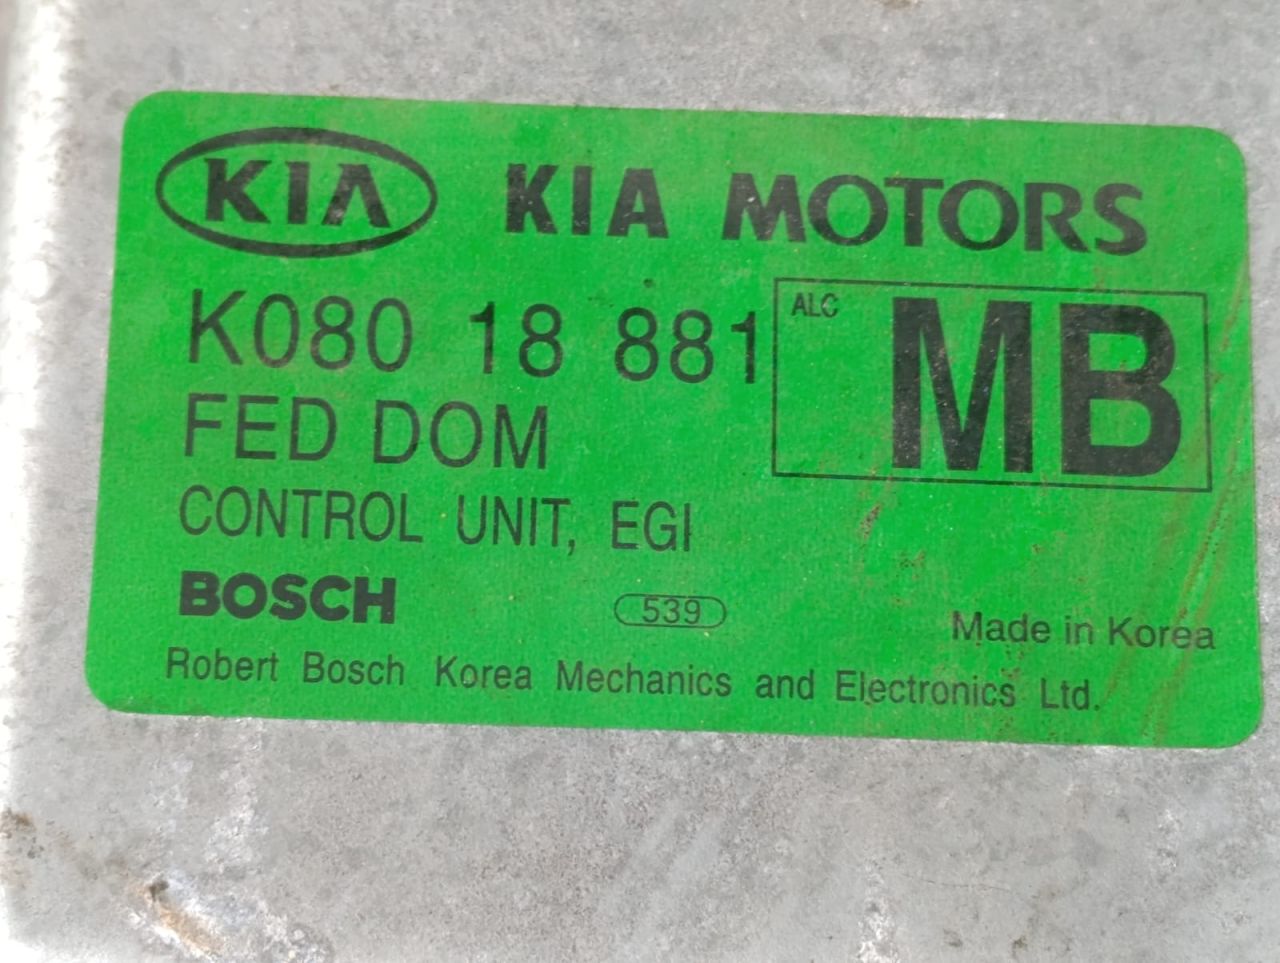 KIA KIA MOTORS
K080 18 881
ALC
MB
FED DOM
CONTROL UNIT, EGI
BOSCH
539
Made in Korea
Robert Bosch Korea Mechanics and Electronics Ltd.